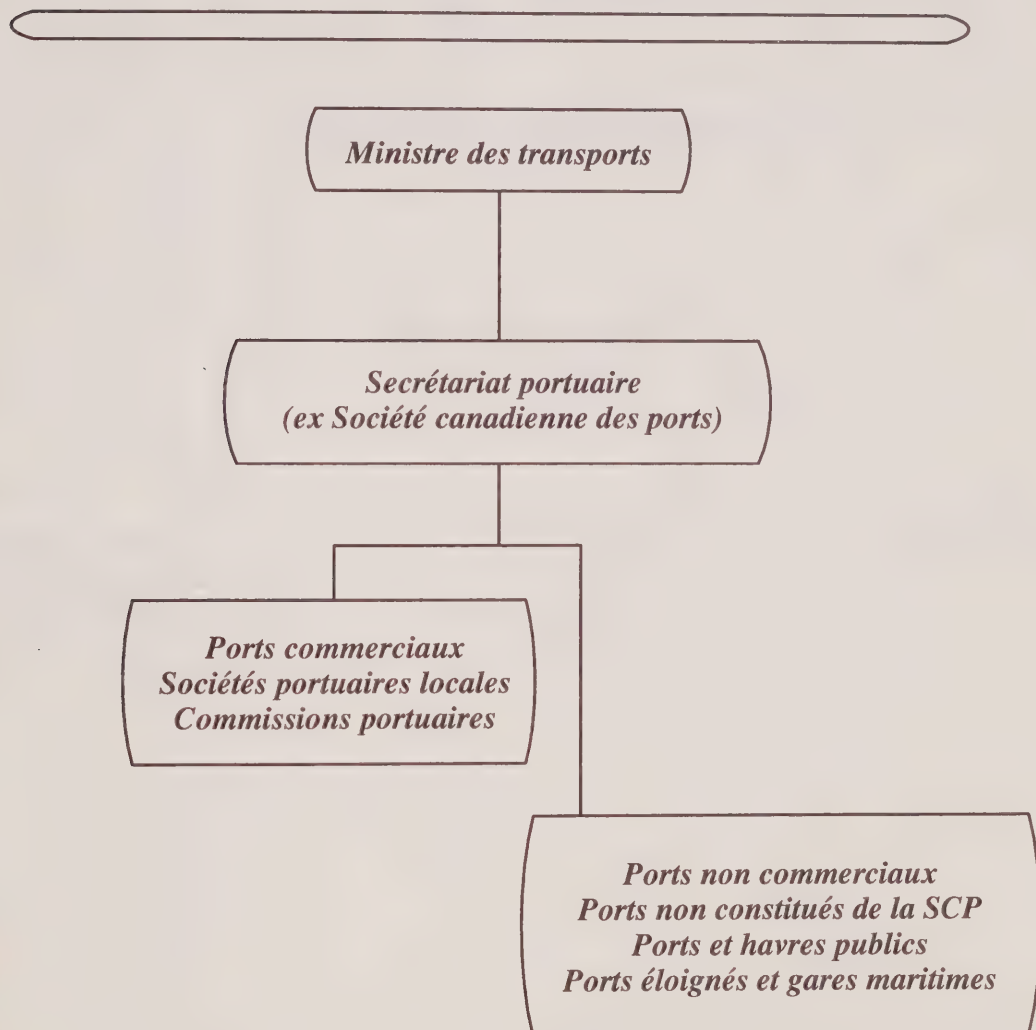 Ministre des transports
Secrétariat portuaire
(ex Société canadienne des ports)
Ports commerciaux
Sociétés portuaires locales
Commissions portuaires
Ports non commerciaux
Ports non constitués de la SCP
Ports et havres publics
Ports éloignés et gares maritimes